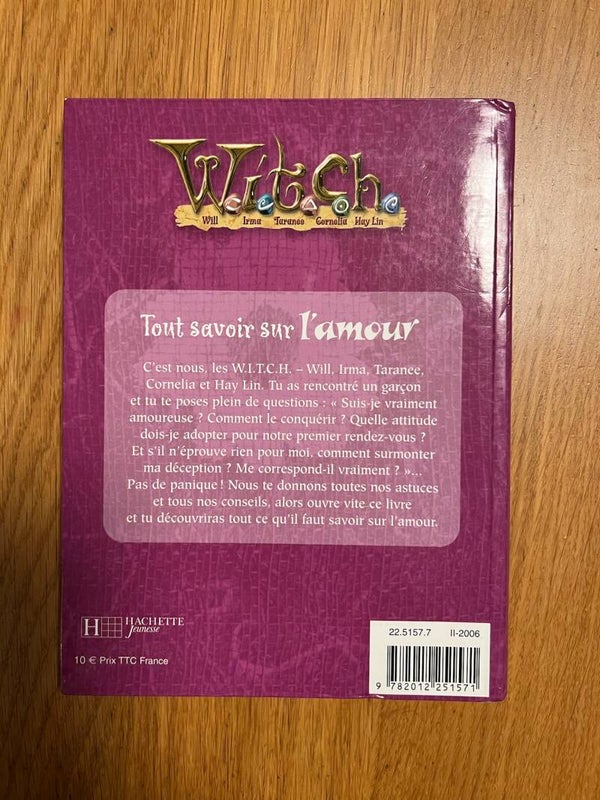 W.i.t.c.h.
Will Irma Taranee Cornelia Hay Lin
Tout savoir sur l'amour
C'est nous, les W.I.T.C.H. – Will, Irma, Taranee,
Cornelia et Hay Lin. Tu as rencontré un garçon
et tu te poses plein de questions : « Suis-je vraiment
amoureuse ? Comment le conquérir ? Quelle attitude
dois-je adopter pour notre premier rendez-vous ?
Et s'il n'éprouve rien pour moi, comment surmonter
ma déception ? Me correspond-il vraiment ? »...
Pas de panique ! Nous te donnons toutes nos astuces
et tous nos conseils, alors ouvre vite ce livre
et tu découvriras tout ce qu'il faut savoir sur l'amour.
H HACHETTE
Jeunesse
10 € Prix TTC France
22.5157.7 II-2006
9 782012 251571